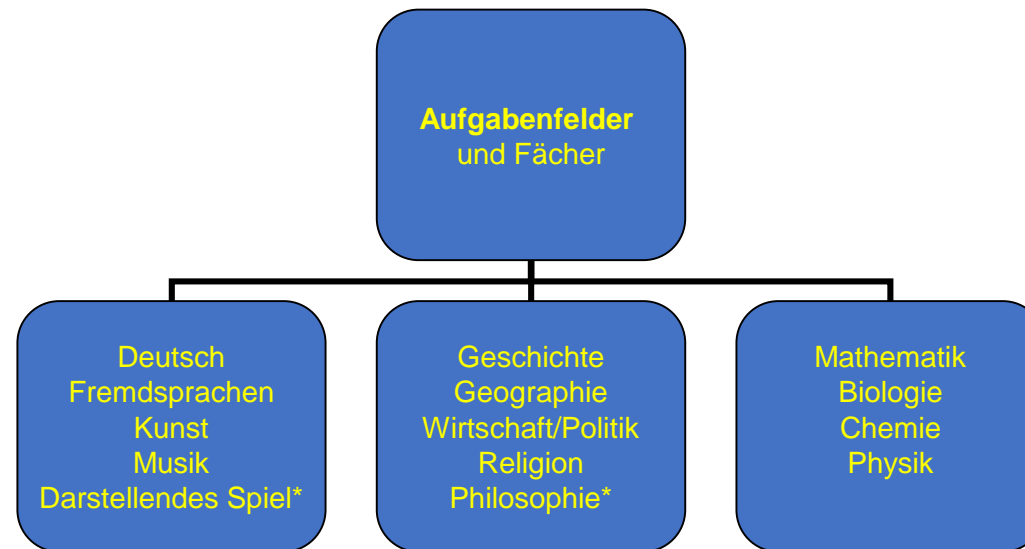 Aufgabenfelder
und Fächer
Deutsch
Fremdsprachen
Kunst
Musik
Darstellendes Spiel*
Geschichte
Geographie
Wirtschaft/Politik
Religion
Philosophie*
Mathematik
Biologie
Chemie
Physik